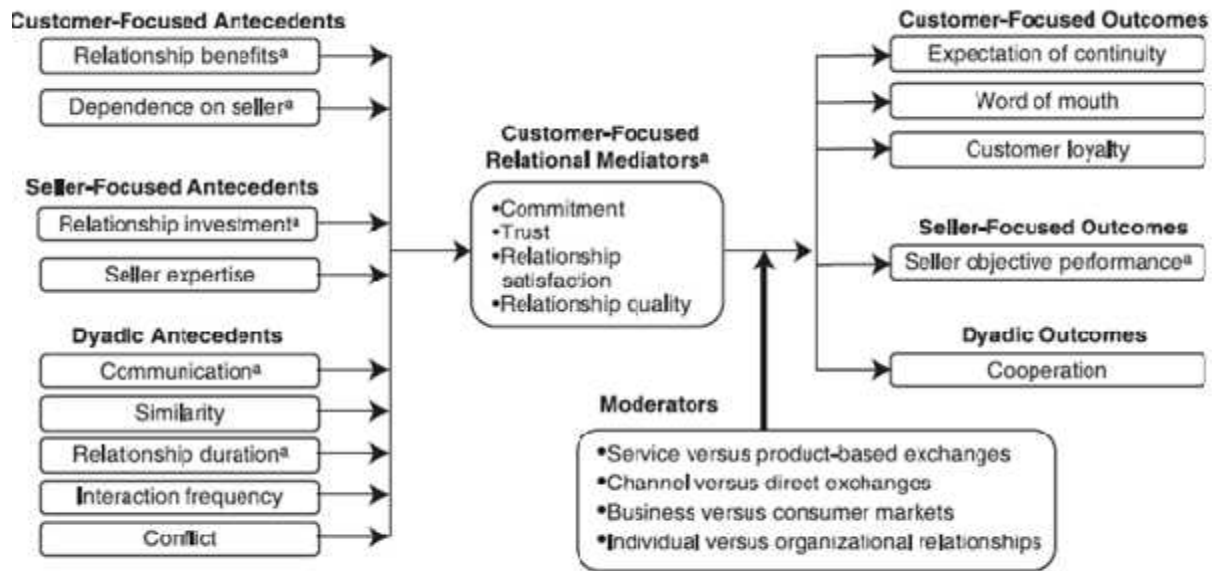 Customer-Focused Antecedents
Relationship benefitsª
Dependence on sellerª
Seller-Focused Antecedents
Relationship investmentª
Seller expertise
Dyadic Antecedents
Communicationª
Similarity
Relationship durationª
Interaction frequency
Conflict
Customer-Focused
Relational Mediatorsª
•Commitment
•Trust
•Relationship
satisfaction
•Relationship quality
Moderators
•Service versus product-based exchanges
•Channel versus direct exchanges
•Business versus consumer markets
•Individual versus organizational relationships
Customer-Focused Outcomes
Expectation of continuity
Word of mouth
Customer loyalty
Seller-Focused Outcomes
Seller objective performanceª
Dyadic Outcomes
Cooperation